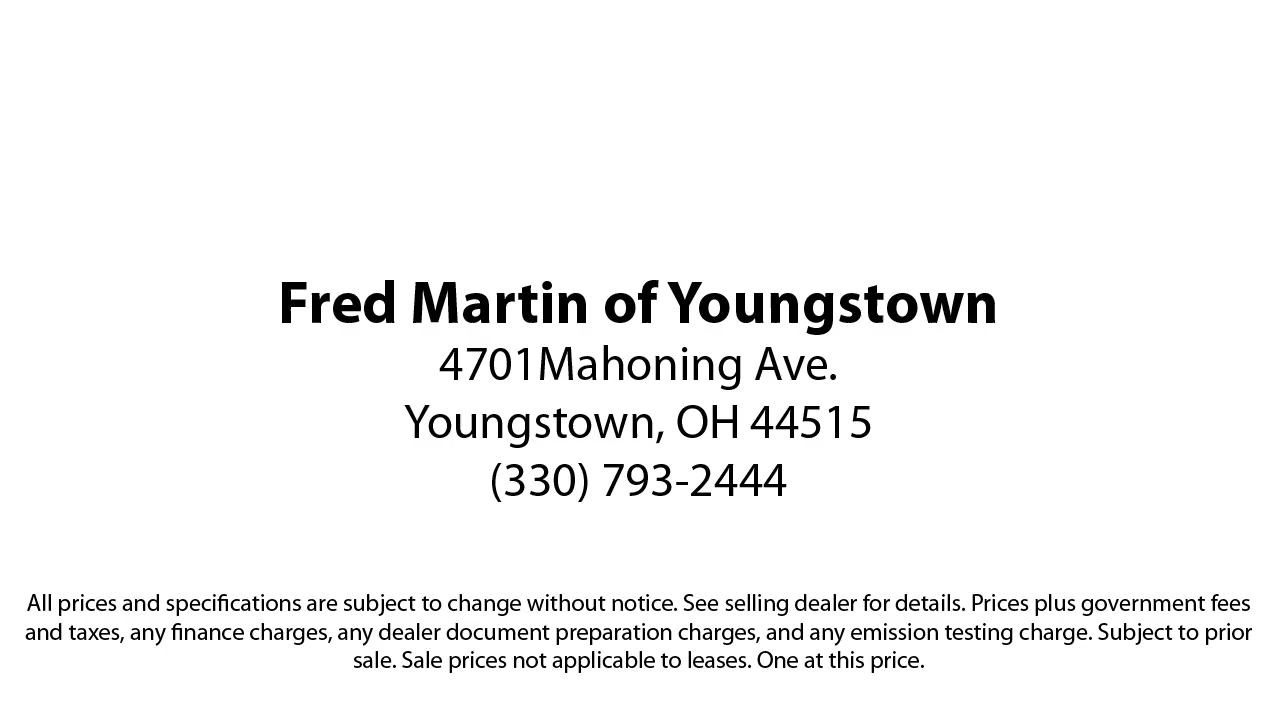 Fred Martin of Youngstown
4701Mahoning Ave.
Youngstown, OH 44515
(330) 793-2444
All prices and specifications are subject to change without notice. See selling dealer for details. Prices plus government fees
and taxes, any finance charges, any dealer document preparation charges, and any emission testing charge. Subject to prior
sale. Sale prices not applicable to leases. One at this price.